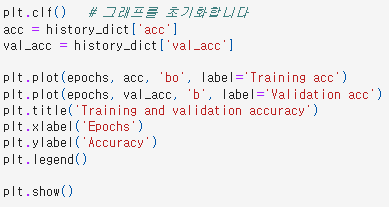 plt.clf()   # 그래프를 초기화합니다
acc = history_dict['acc']
val_acc = history_dict['val_acc']

plt.plot(epochs, acc, 'bo', label='Training acc')
plt.plot(epochs, val_acc, 'b', label='Validation acc')
plt.title('Training and validation accuracy')
plt.xlabel('Epochs')
plt.ylabel('Accuracy')
plt.legend()

plt.show()